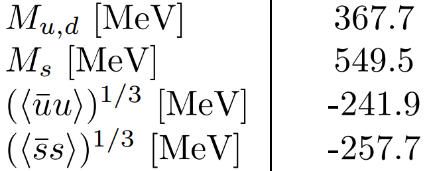 M_{u,d} [MeV] 367.7
M_s [MeV] 549.5
(⟨ūu⟩)^{1/3} [MeV] -241.9
(⟨s̄s⟩)^{1/3} [MeV] -257.7